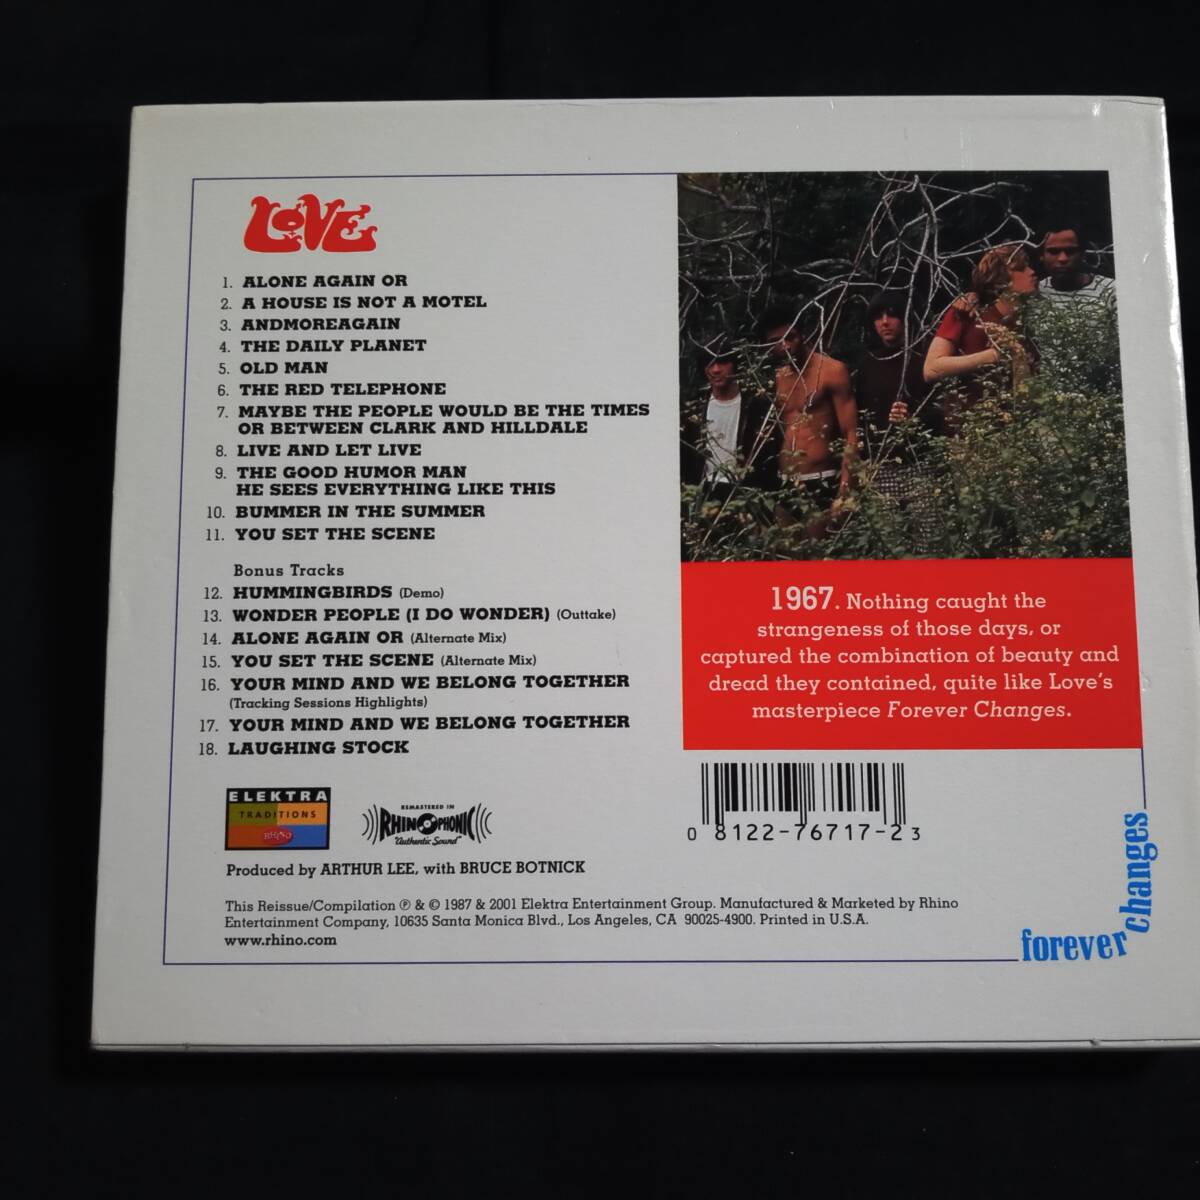 LOVE
1. ALONE AGAIN OR
2. A HOUSE IS NOT A MOTEL
3. ANDMOREAGAIN
4. THE DAILY PLANET
5. OLD MAN
6. THE RED TELEPHONE
7. MAYBE THE PEOPLE WOULD BE THE TIMES
OR BETWEEN CLARK AND HILLDALE
8. LIVE AND LET LIVE
9. THE GOOD HUMOR MAN
HE SEES EVERYTHING LIKE THIS
10. BUMMER IN THE SUMMER
11. YOU SET THE SCENE
Bonus Tracks
12. HUMMINGBIRDS (Demo)
13. WONDER PEOPLE (I DO WONDER) (Outtake)
14. ALONE AGAIN OR (Alternate Mix)
15. YOU SET THE SCENE (Alternate Mix)
16. YOUR MIND AND WE BELONG TOGETHER
(Tracking Sessions Highlights)
17. YOUR MIND AND WE BELONG TOGETHER
18. LAUGHING STOCK
1967. Nothing caught the
strangeness of those days, or
captured the combination of beauty and
dread they contained, quite like Love's
masterpiece Forever Changes.
ELEKTRA
TRADITIONS
RHINO
REMASTERED IN
RHINOPHONIC
"Authentic Sound"
0 8122-76717-2 3
Produced by ARTHUR LEE, with BRUCE BOTNICK
This Reissue/Compilation ℗ & © 1987 & 2001 Elektra Entertainment Group. Manufactured & Marketed by Rhino
Entertainment Company, 10635 Santa Monica Blvd., Los Angeles, CA 90025-4900. Printed in U.S.A.
www.rhino.com
forever changes